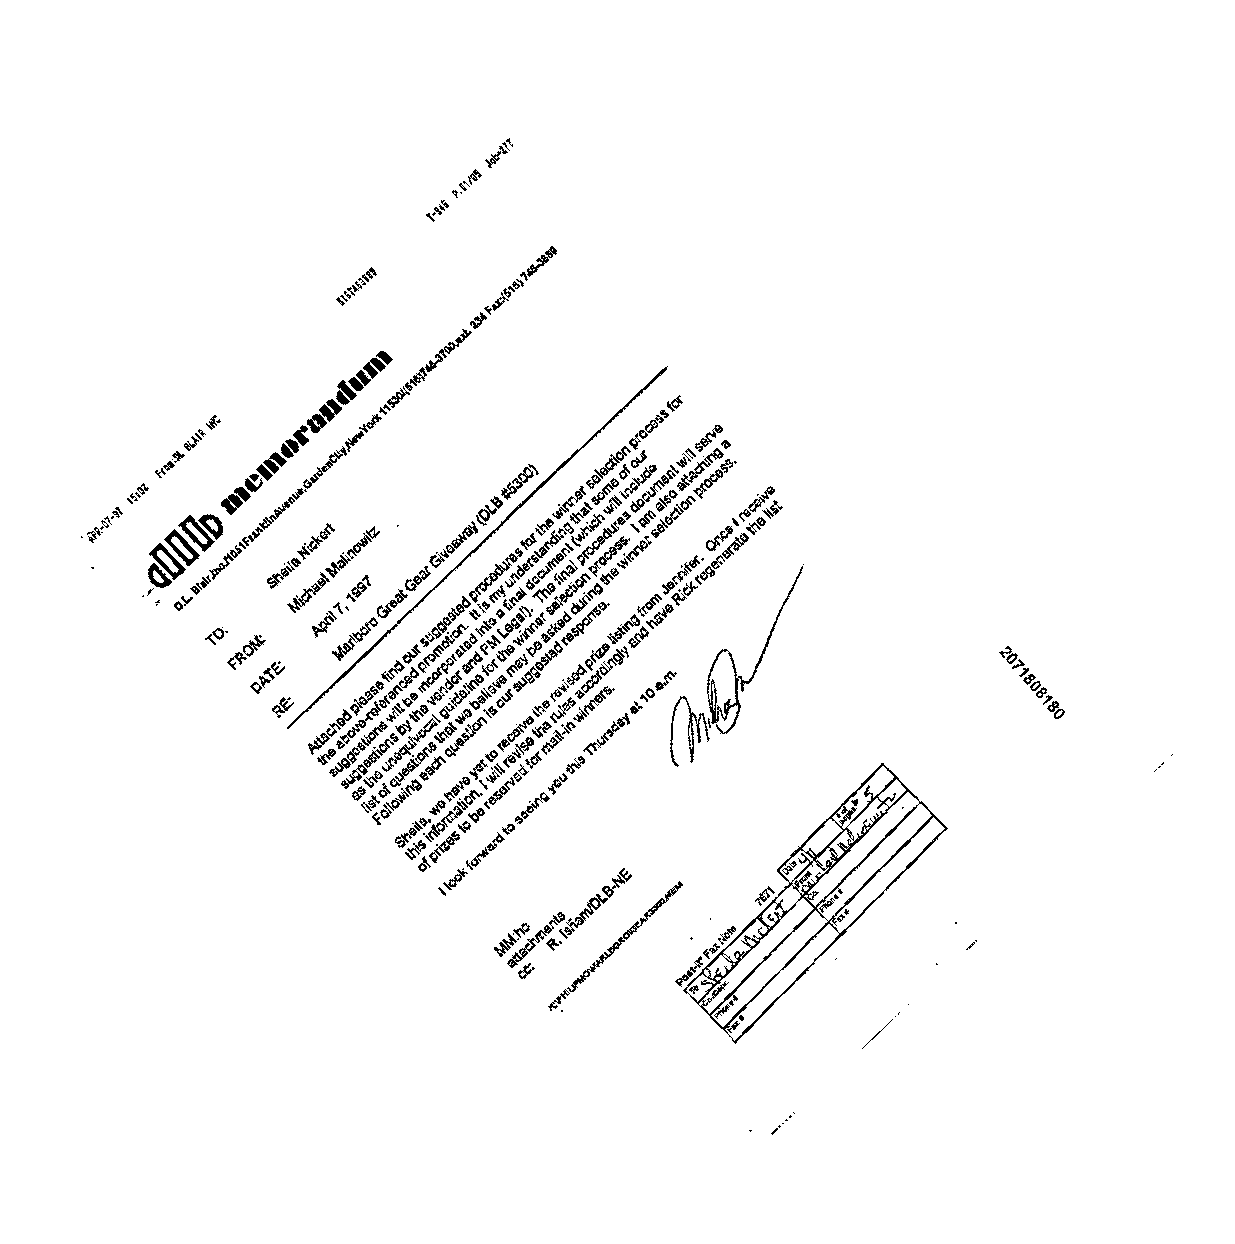 APR-07-97 15:02 From:DL BLAIR NYC 5167463889 T-946 P.01/05 Job-277
memorandum
D.L. Blair, Inc./1051 Franklin Avenue, Garden City, New York 11530/(516)746-3700, ext. 234 Fax:(516) 746-3889
TO: Sheila Nickert
FROM: Michael Malinowitz
DATE: April 7, 1997
RE: Marlboro Great Gear Giveaway (DLB #5300)
Attached please find our suggested procedures for the winner selection process for
the above-referenced promotion. It is my understanding that some of our
suggestions will be incorporated into a final document (which will include
suggestions by the vendor and PM Legal). The final procedures document will serve
as the unequivocal guideline for the winner selection process. I am also attaching a
list of questions that we believe may be asked during the winner selection process.
Following each question is our suggested response.
Sheila, we have yet to receive the revised prize listing from Jennifer. Once I receive
this information, I will revise the rules accordingly and have Rick regenerate the list
of prizes to be reserved for mail-in winners.
I look forward to seeing you this Thursday at 10 a.m.
MM:hc
attachments
cc: R. Isham/DLB-NE
Post-it Fax Note 7671
Date 4/7 # of pages 5
To Sheila Nickert From Michael Malinowitz
Co./Dept. Co.
Phone # Phone #
Fax # Fax #
2071808180